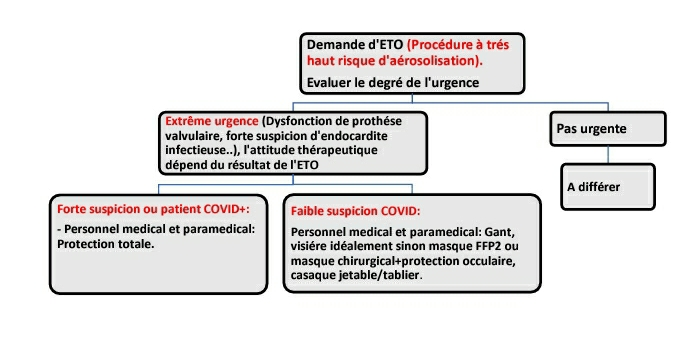 Demande d'ETO (Procédure à trés
haut risque d'aérosolisation).
Evaluer le degré de l'urgence
Extrême urgence (Dysfonction de prothése
valvulaire, forte suspicion d'endocardite
infectieuse..), l'attitude thérapeutique
dépend du résultat de l'ETO
Pas urgente
A différer
Forte suspicion ou patient COVID+:
- Personnel medical et paramedical:
Protection totale.
Faible suspicion COVID:
Personnel medical et paramedical: Gant,
visiére idéalement sinon masque FFP2 ou
masque chirurgical+protection occulaire,
casaque jetable/tablier.